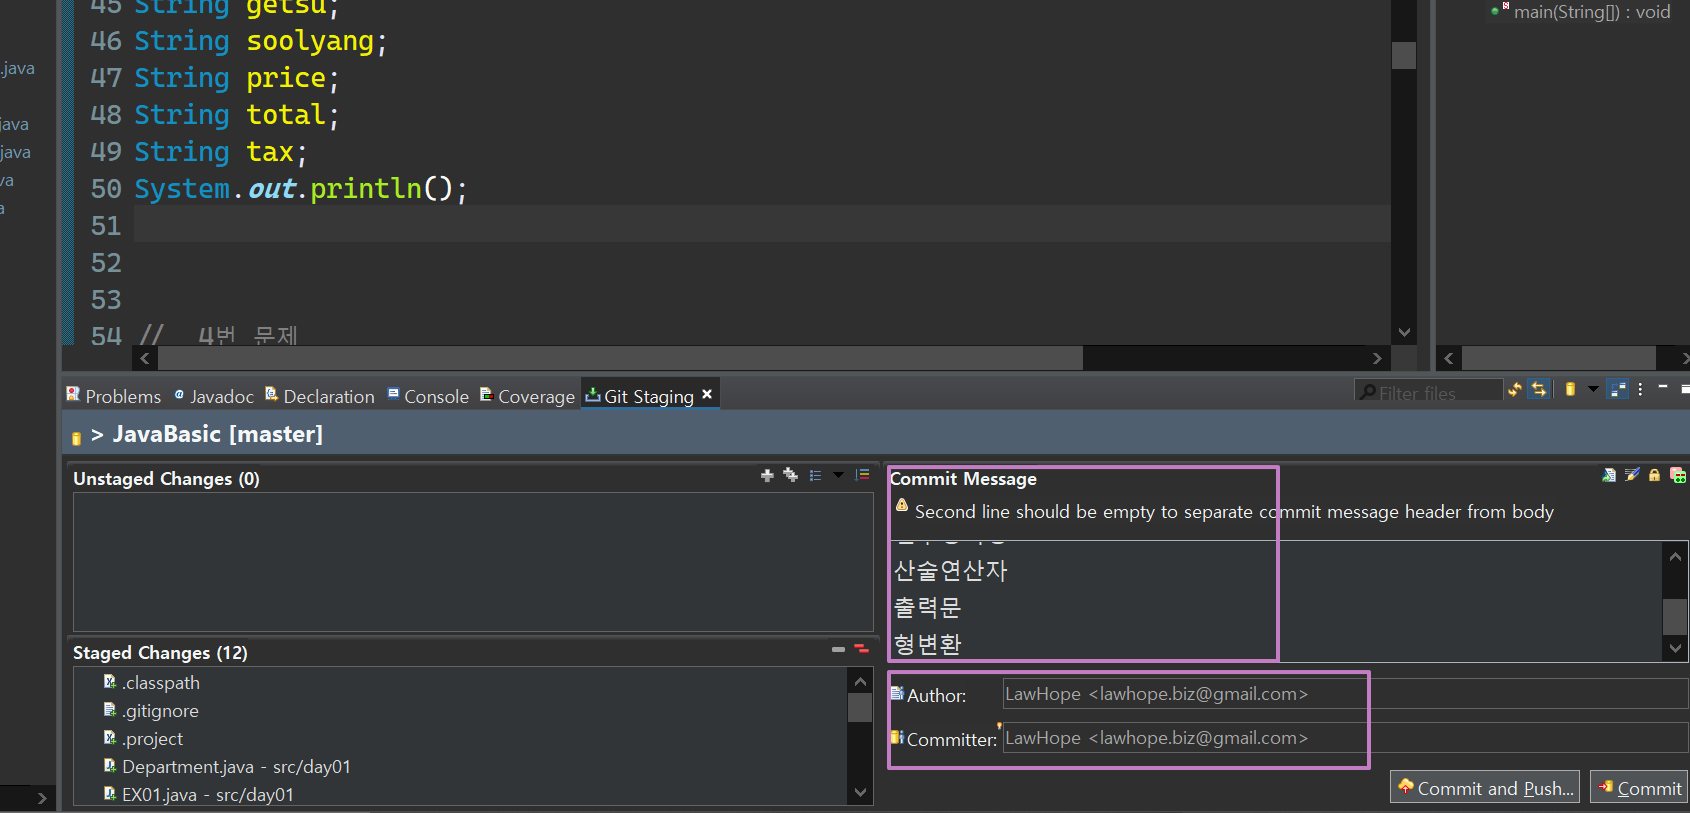 45 String getsu;
46 String soolyang;
47 String price;
48 String total;
49 String tax;
50 System.out.println();
51
52
53
54 // 4번 문제
.java
java
java
va
a
main(String[]) : void
Problems
Javadoc
Declaration
Console
Coverage
Git Staging
Filter files
> JavaBasic [master]
Unstaged Changes (0)
Staged Changes (12)
.classpath
.gitignore
.project
Department.java - src/day01
EX01.java - src/day01
Commit Message
Second line should be empty to separate commit message header from body
산술연산자
출력문
형변환
Author: LawHope <lawhope.biz@gmail.com>
Committer: LawHope <lawhope.biz@gmail.com>
Commit and Push...
Commit